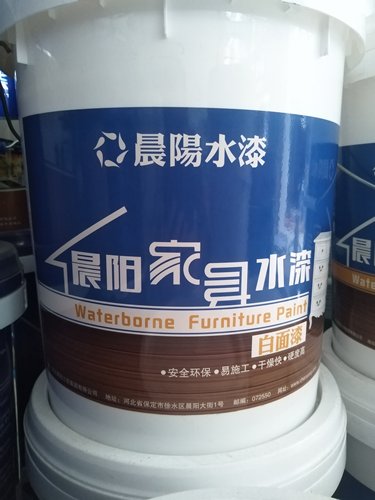 晨陽水漆
晨阳家具水漆
Waterborne Furniture Paint
白面漆
•安全环保•易施工•干燥快•硬度高
地址：河北省保定市徐水区晨阳大街1号 邮编：072550 网址：